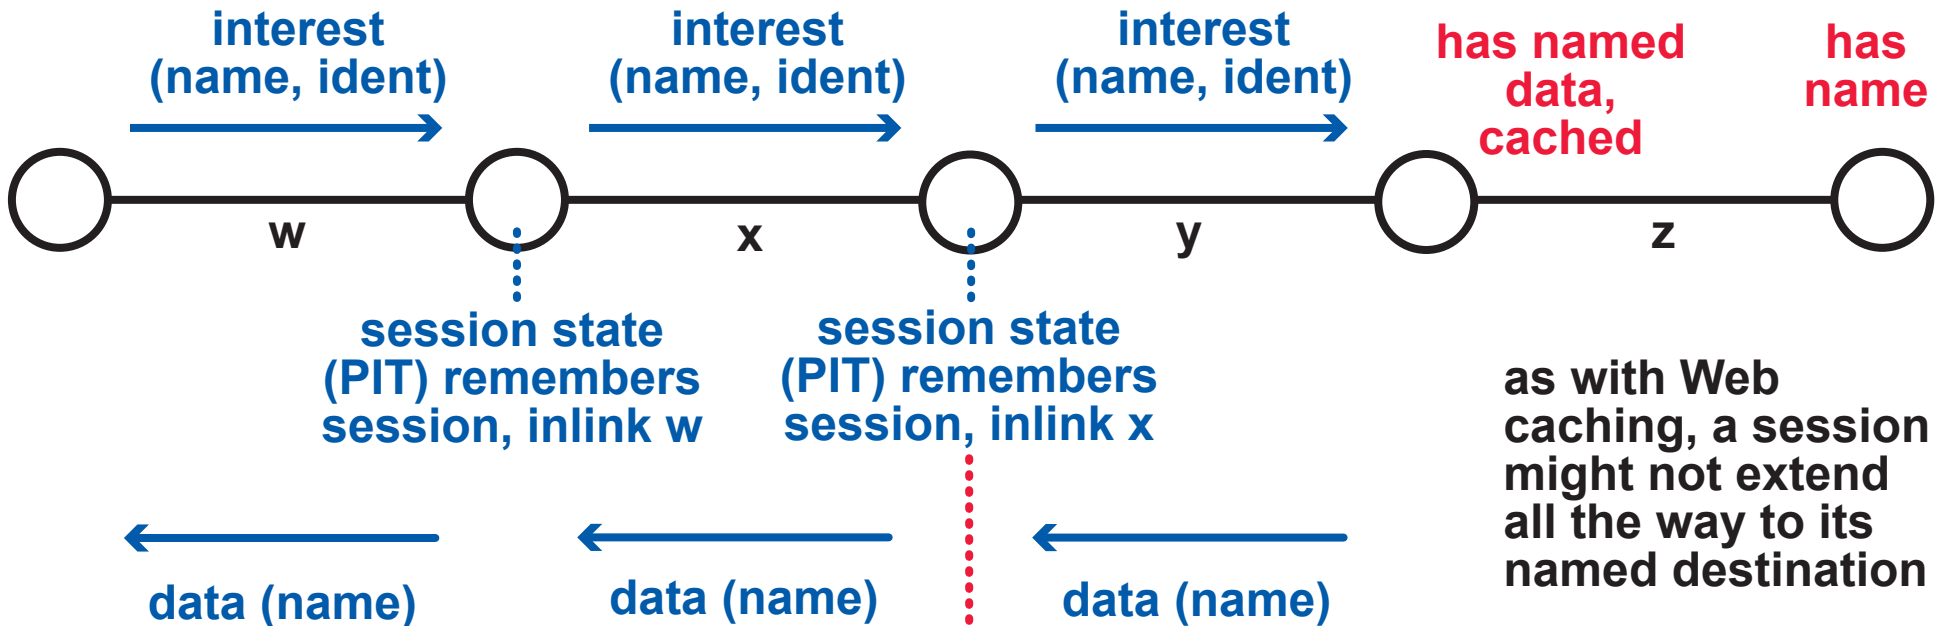 interest
(name, ident)
interest
(name, ident)
interest
(name, ident)
has named
data,
cached
has
name
w
x
y
z
session state
(PIT) remembers
session, inlink w
session state
(PIT) remembers
session, inlink x
as with Web
caching, a session
might not extend
all the way to its
named destination
data (name)
data (name)
data (name)